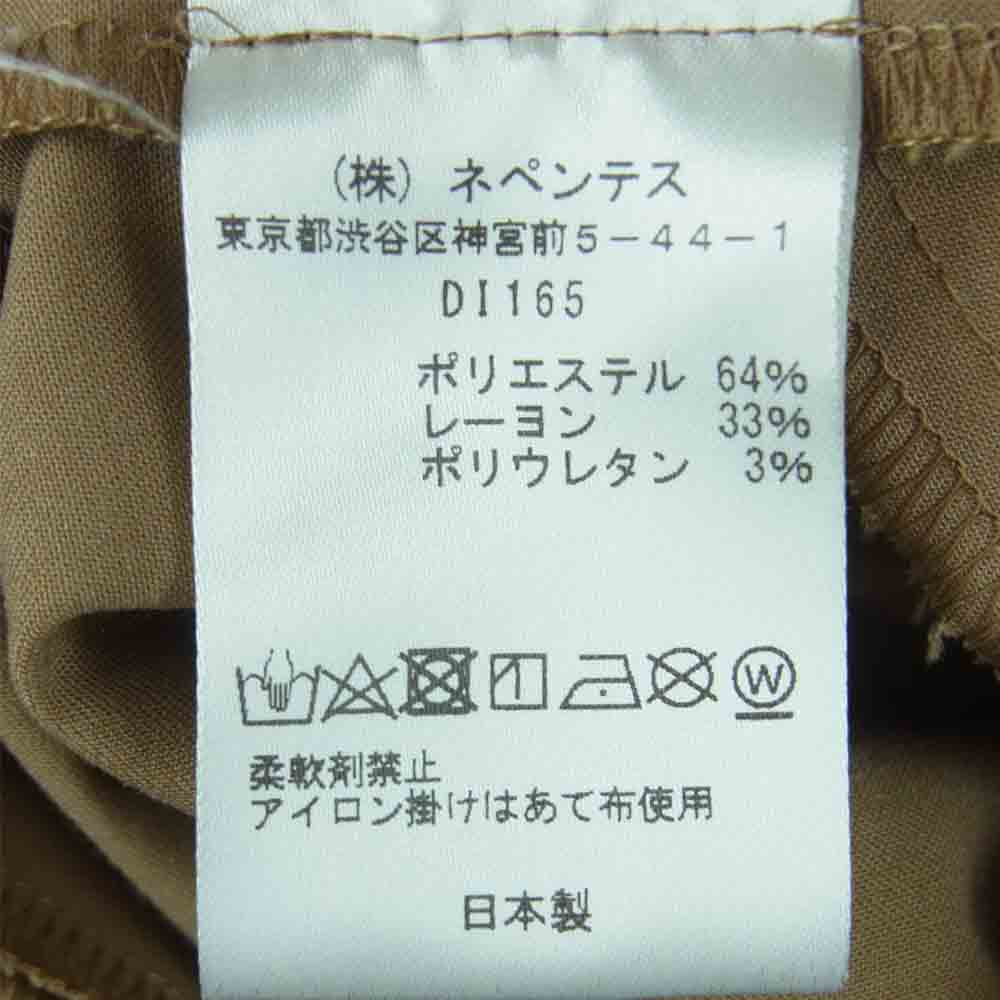 (株) ネペンテス
東京都渋谷区神宮前5-44-1
DI165
ポリエステル 64%
レーヨン 33%
ポリウレタン 3%
W
柔軟剤禁止
アイロン掛けはあて布使用
日本製